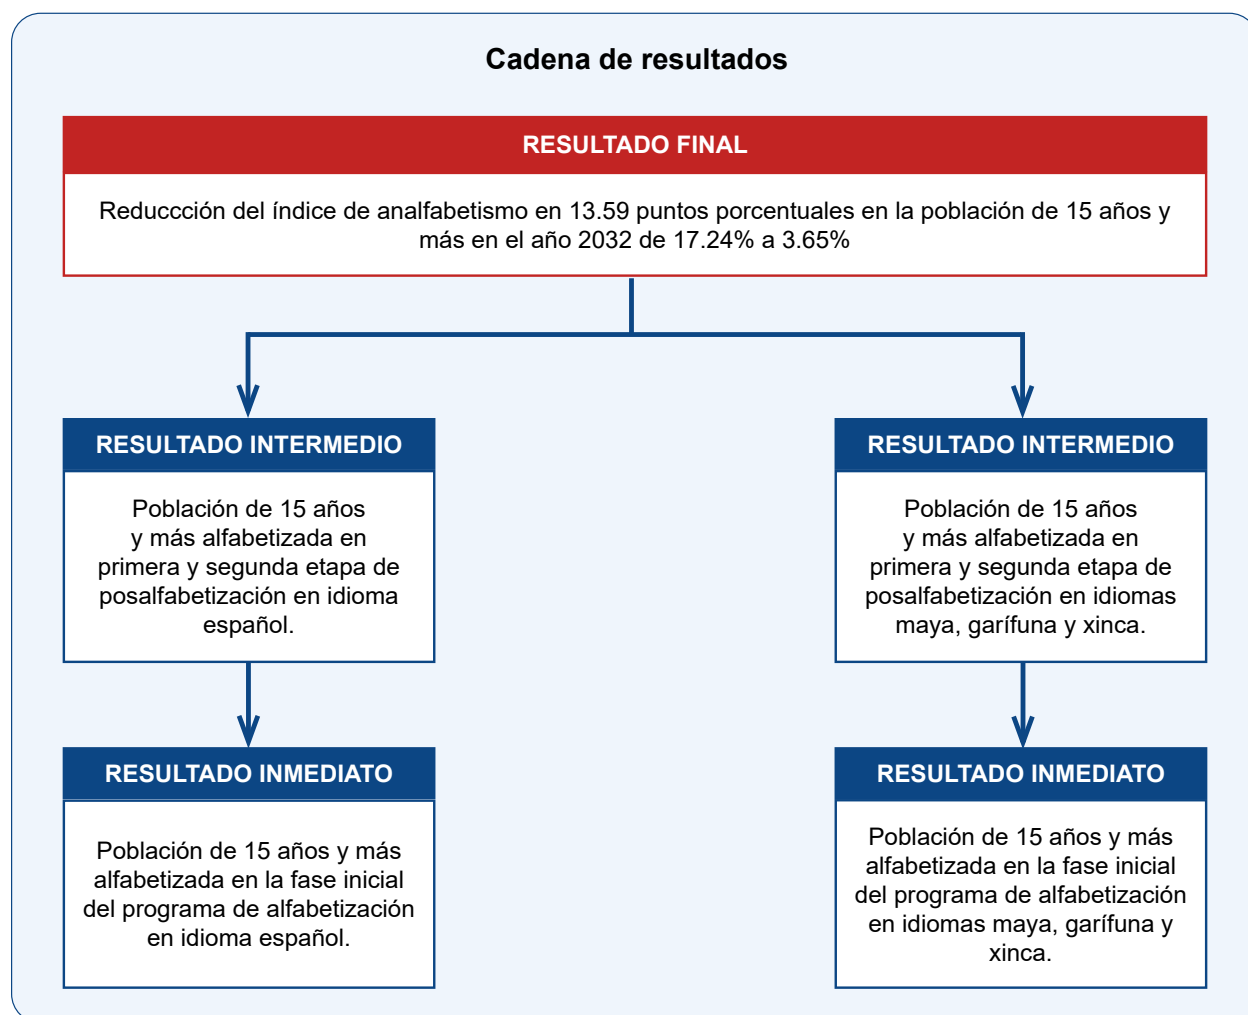 Cadena de resultados
RESULTADO FINAL
Reduccción del índice de analfabetismo en 13.59 puntos porcentuales en la población de 15 años y
más en el año 2032 de 17.24% a 3.65%
RESULTADO INTERMEDIO
Población de 15 años
y más alfabetizada en
primera y segunda etapa de
posalfabetización en idioma
español.
RESULTADO INTERMEDIO
Población de 15 años
y más alfabetizada en
primera y segunda etapa de
posalfabetización en idiomas
maya, garífuna y xinca.
RESULTADO INMEDIATO
Población de 15 años y más
alfabetizada en la fase inicial
del programa de alfabetización
en idioma español.
RESULTADO INMEDIATO
Población de 15 años y más
alfabetizada en la fase inicial
del programa de alfabetización
en idiomas maya, garífuna y
xinca.